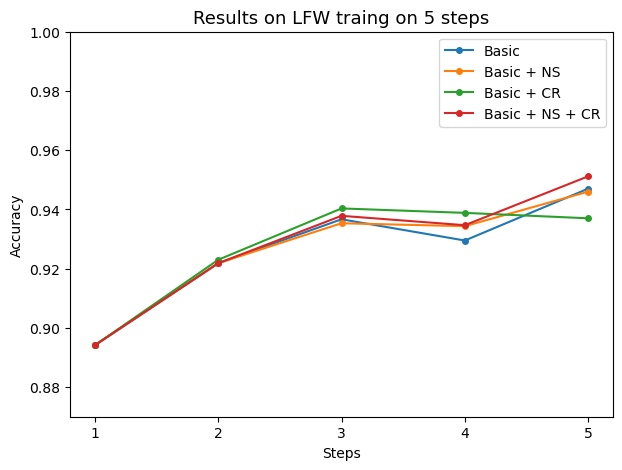 Results on LFW traing on 5 steps
Basic
Basic + NS
Basic + CR
Basic + NS + CR
Accuracy
1.00
0.98
0.96
0.94
0.92
0.90
0.88
1 2 3 4 5
Steps